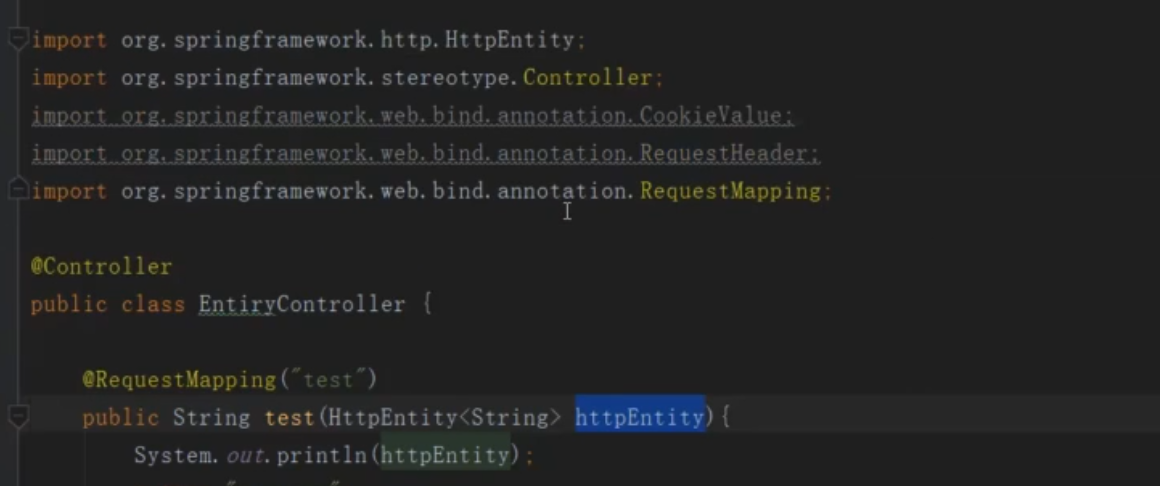 import org.springframework.http.HttpEntity;
import org.springframework.stereotype.Controller;
import org.springframework.web.bind.annotation.CookieValue;
import org.springframework.web.bind.annotation.RequestHeader;
import org.springframework.web.bind.annotation.RequestMapping;
@Controller
public class EntiryController {
@RequestMapping("test")
public String test(HttpEntity<String> httpEntity){
System.out.println(httpEntity);